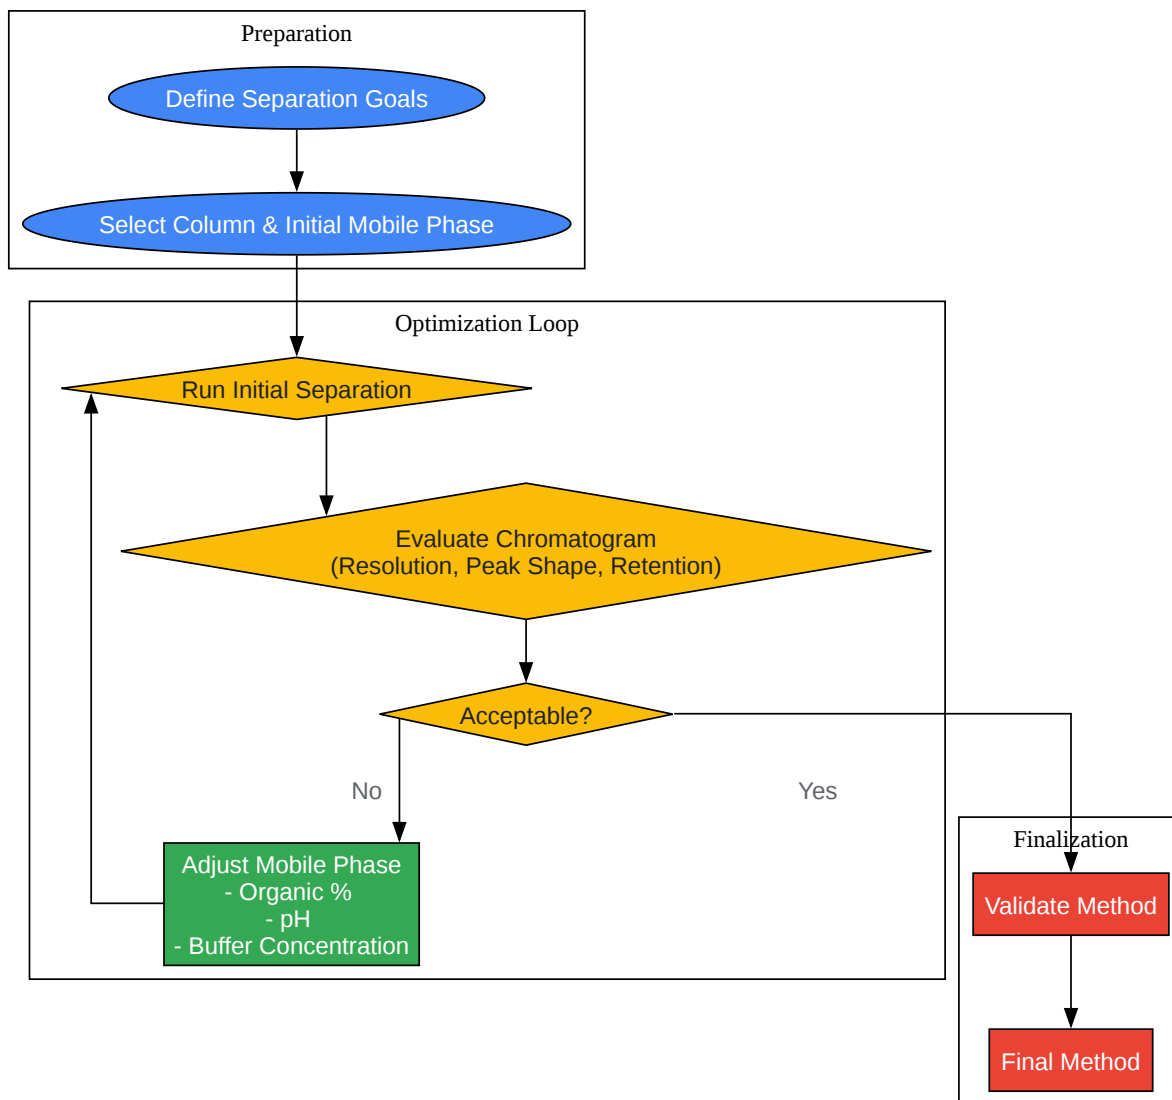 Preparation
Define Separation Goals
Select Column & Initial Mobile Phase
Optimization Loop
Run Initial Separation
Evaluate Chromatogram
(Resolution, Peak Shape, Retention)
Acceptable?
No
Yes
Adjust Mobile Phase
- Organic %
- pH
- Buffer Concentration
Finalization
Validate Method
Final Method